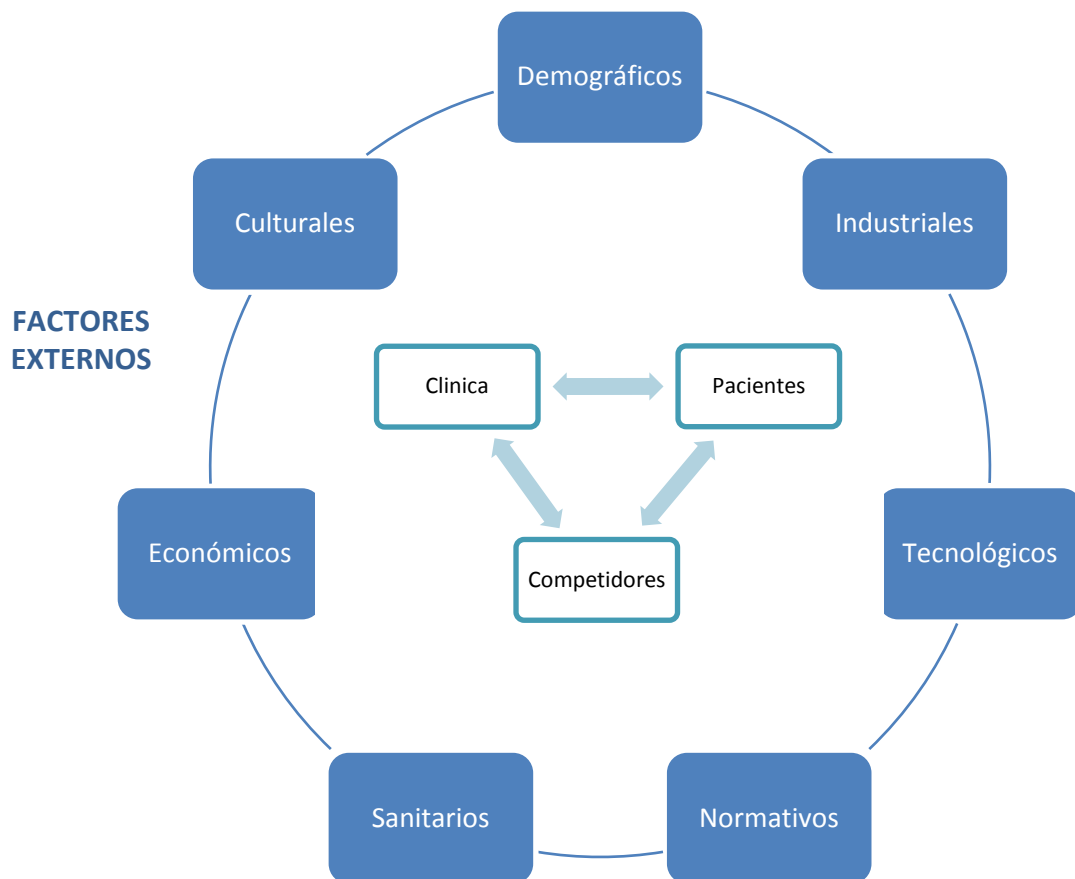 Demográficos
Culturales
Industriales
FACTORES
EXTERNOS
Clinica
Pacientes
Económicos
Tecnológicos
Competidores
Sanitarios
Normativos